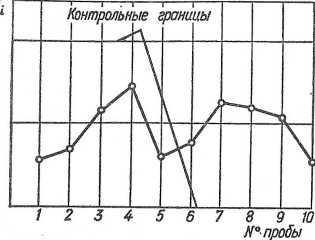 i
Контрольные границы
1 2 3 4 5 6 7 8 9 10
№ пробы